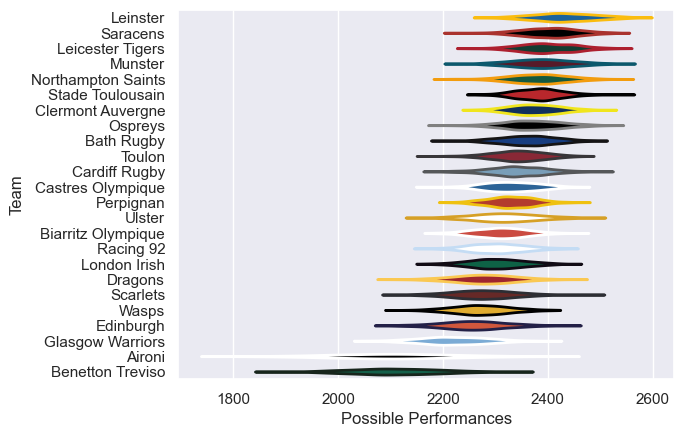 Leinster
Saracens
Leicester Tigers
Munster
Northampton Saints
Stade Toulousain
Clermont Auvergne
Ospreys
Bath Rugby
Toulon
Cardiff Rugby
Castres Olympique
Perpignan
Ulster
Biarritz Olympique
Racing 92
London Irish
Dragons
Scarlets
Wasps
Edinburgh
Glasgow Warriors
Aironi
Benetton Treviso
Team
1800 2000 2200 2400 2600
Possible Performances